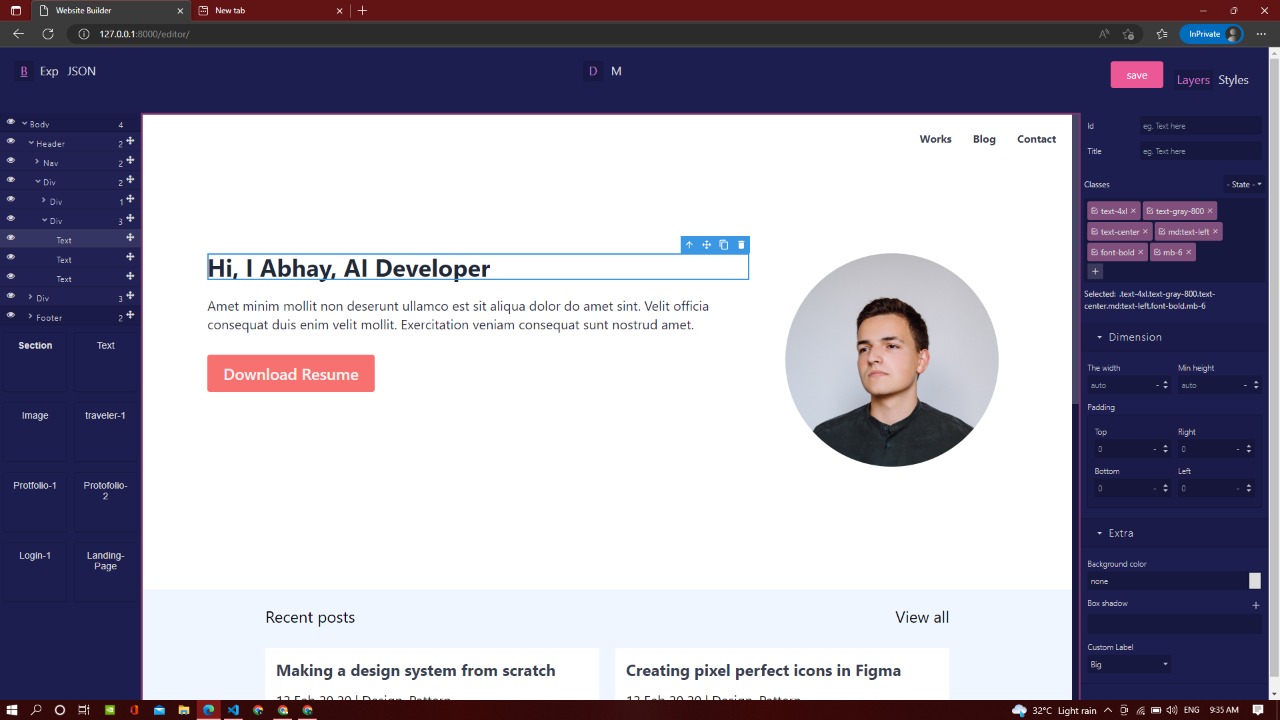 Website Builder
New tab
127.0.0.1:8000/editor/
InPrivate
B Exp JSON
D M
save
Layers Styles
Body 4
Header 2
Nav 2
Div 2
Div 1
Div 3
Text
Text
Text
Div 3
Footer 2
Section Text
Image traveler-1
Protfolio-1 Protofolio-
2
Login-1 Landing-
Page
Works Blog Contact
Hi, I Abhay, AI Developer
Amet minim mollit non deserunt ullamco est sit aliqua dolor do amet sint. Velit officia
consequat duis enim velit mollit. Exercitation veniam consequat sunt nostrud amet.
Download Resume
Recent posts View all
Making a design system from scratch
Creating pixel perfect icons in Figma
12 Feb 20 20 | Design, Pattern
12 Feb 20 20 | Design, Pattern
Id eg. Text here
Title eg. Text here
Classes - State -
text-4xl × text-gray-800 ×
text-center × md:text-left ×
font-bold × mb-6 ×
+
Selected: .text-4xl.text-gray-800.text-
center.md:text-left.font-bold.mb-6
Dimension
The width Min height
auto - auto -
Padding
Top Right
0 - 0 -
Bottom Left
0 - 0 -
Extra
Background color
none
Box shadow +
Custom Label
Big
32°C Light rain
ENG 9:35 AM